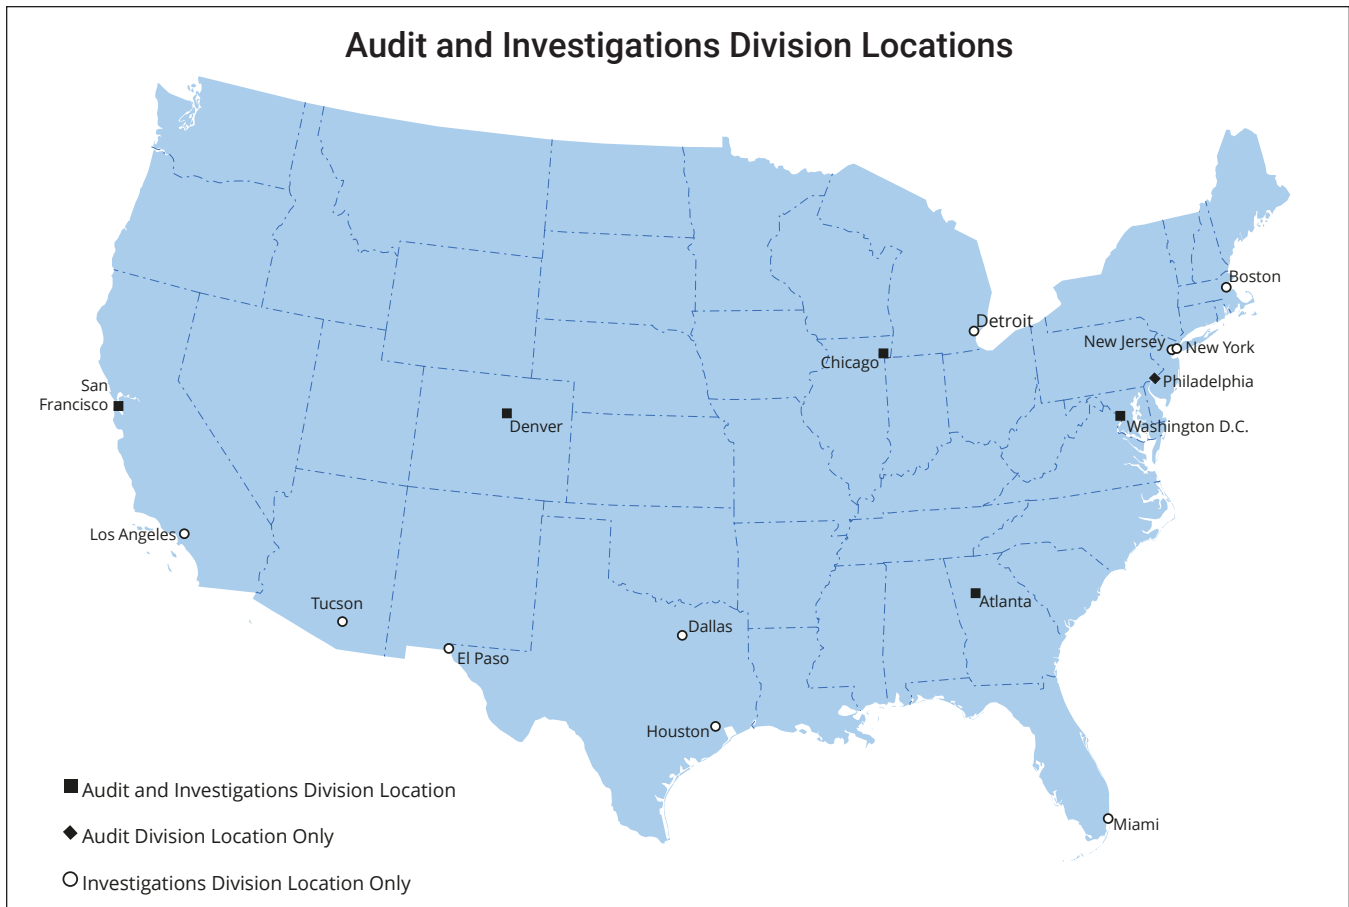 Audit and Investigations Division Locations
Boston
Detroit
New Jersey
New York
Chicago
Philadelphia
San
Francisco
Denver
Washington D.C.
Los Angeles
Tucson
Atlanta
Dallas
El Paso
Houston
Miami
Audit and Investigations Division Location
Audit Division Location Only
Investigations Division Location Only